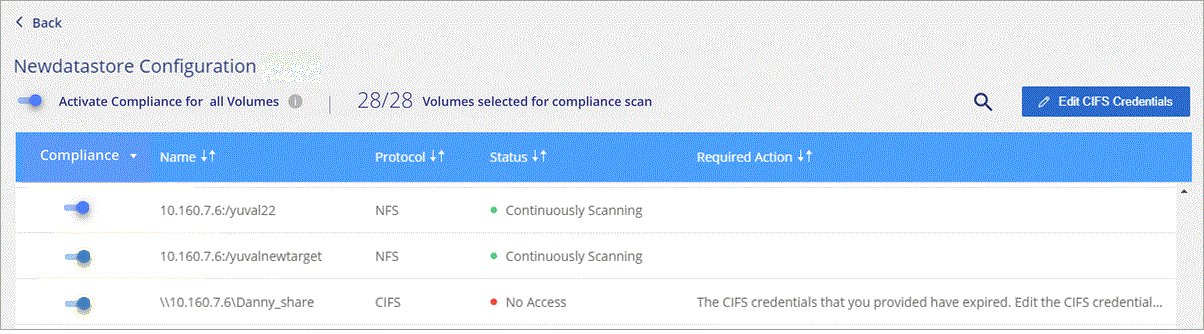 Back
Newdatastore Configuration
Activate Compliance for all Volumes i | 28/28 Volumes selected for compliance scan Edit CIFS Credentials
Compliance Name Protocol Status Required Action
10.160.7.6:/yuval22 NFS Continuously Scanning
10.160.7.6:/yuvalnewtarget NFS Continuously Scanning
\\10.160.7.6\Danny_share CIFS No Access The CIFS credentials that you provided have expired. Edit the CIFS credential...